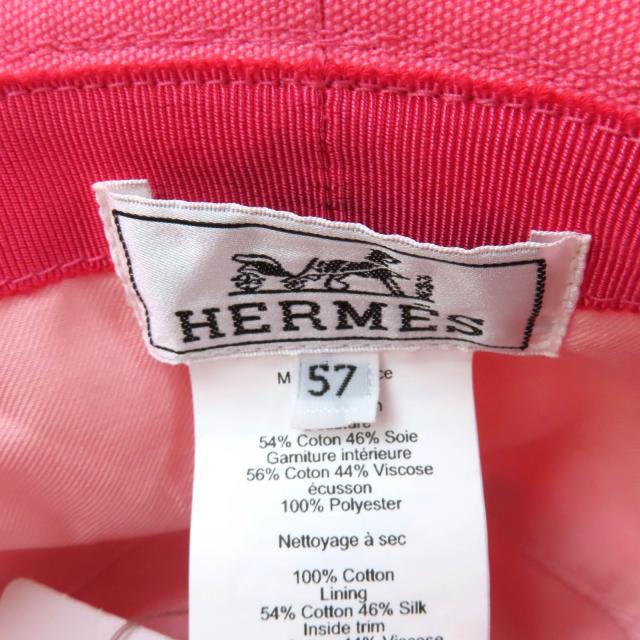 HERMES
57
54% Coton 46% Soie
Garniture intérieure
56% Coton 44% Viscose
écusson
100% Polyester
Nettoyage à sec
100% Cotton
Lining
54% Cotton 46% Silk
Inside trim